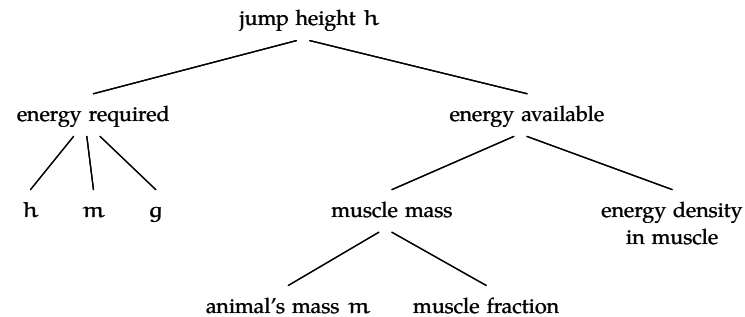 jump height h
energy required
energy available
h
m
g
muscle mass
energy density
in muscle
animal's mass m
muscle fraction